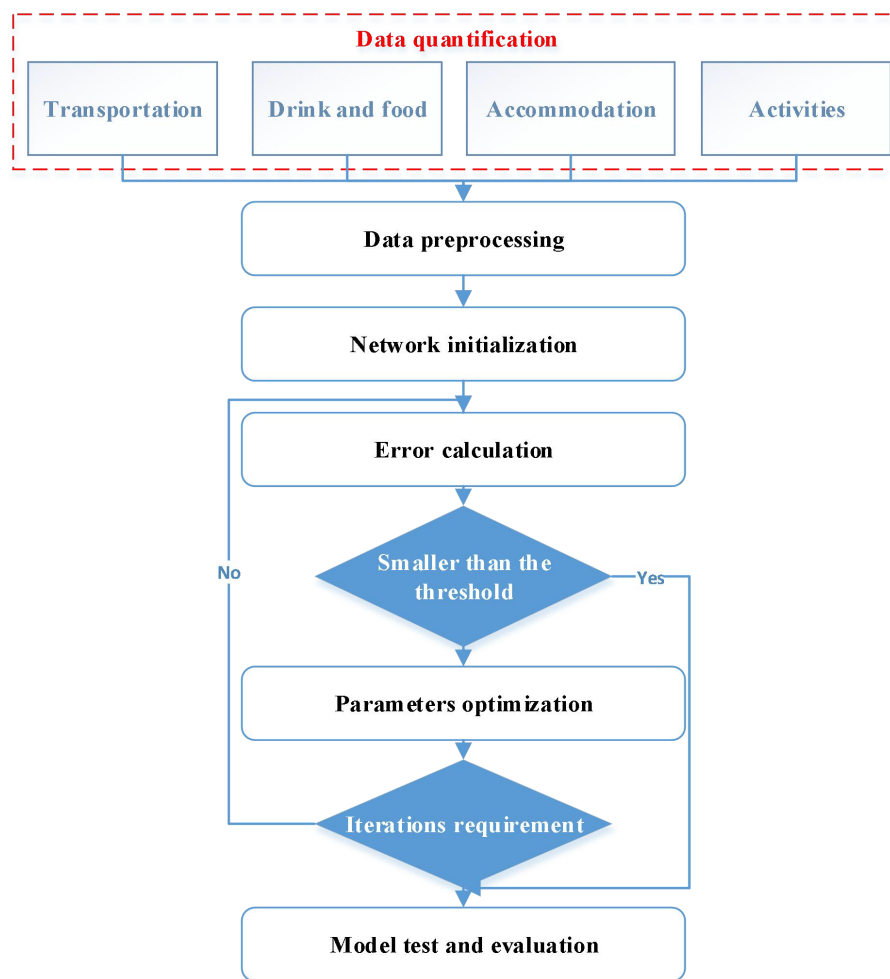 Data quantification
Transportation
Drink and food
Accommodation
Activities
Data preprocessing
Network initialization
Error calculation
Smaller than the
threshold
No
Yes
Parameters optimization
Iterations requirement
Model test and evaluation